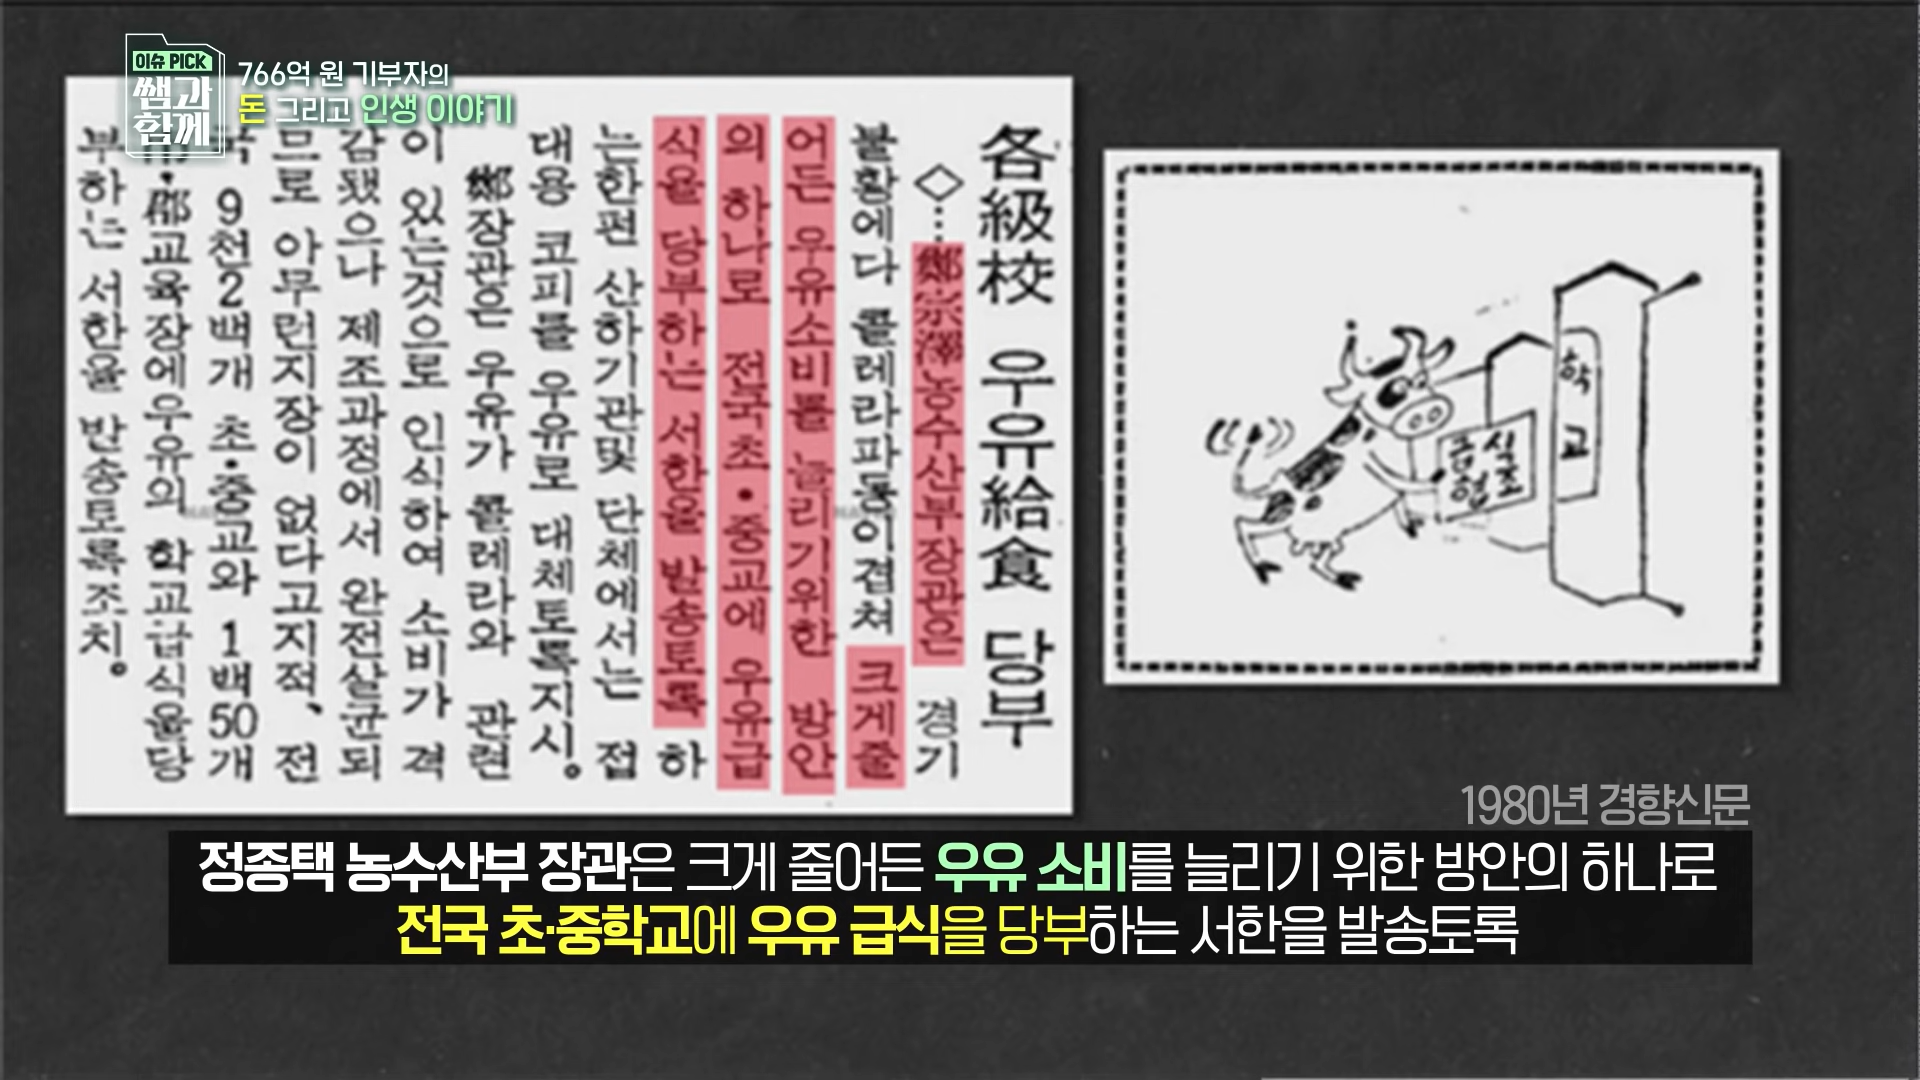 이슈 PICK
쌤과
함께
766억 원 기부자의
돈 그리고 인생 이야기
各級校 우유給食 당부
◇…鄭宗澤농수산부장관은 경기
불황에다 콜레라파동이겹쳐 크게줄
어든 우유소비를 늘리기위한 방안
의 하나로 전국초·중교에 우유급
식을 당부하는 서한을 발송토록 하
는한편 산하기관및 단체에서는 접
대용 코피를 우유로 대체토록지시。
鄭장관은 우유가 콜레라와 관련
이 있는것으로 인식하여 소비가 격
감됐으나 제조과정에서 완전살균되
므로 아무런지장이 없다고지적、전
국 9천2백개 초·중교와 1백50개
·郡교육장에우유의 학교급식을당
부하는 서한을 발송토록조치。
학교
급식
협조
1980년 경향신문
정종택 농수산부 장관은 크게 줄어든 우유 소비를 늘리기 위한 방안의 하나로
전국 초·중학교에 우유 급식을 당부하는 서한을 발송토록